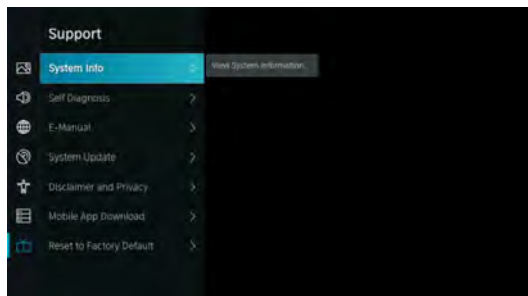 Support
System Info
View System Information.
Self Diagnosis
E-Manual
System Update
Disclaimer and Privacy
Mobile App Download
Reset to Factory Default